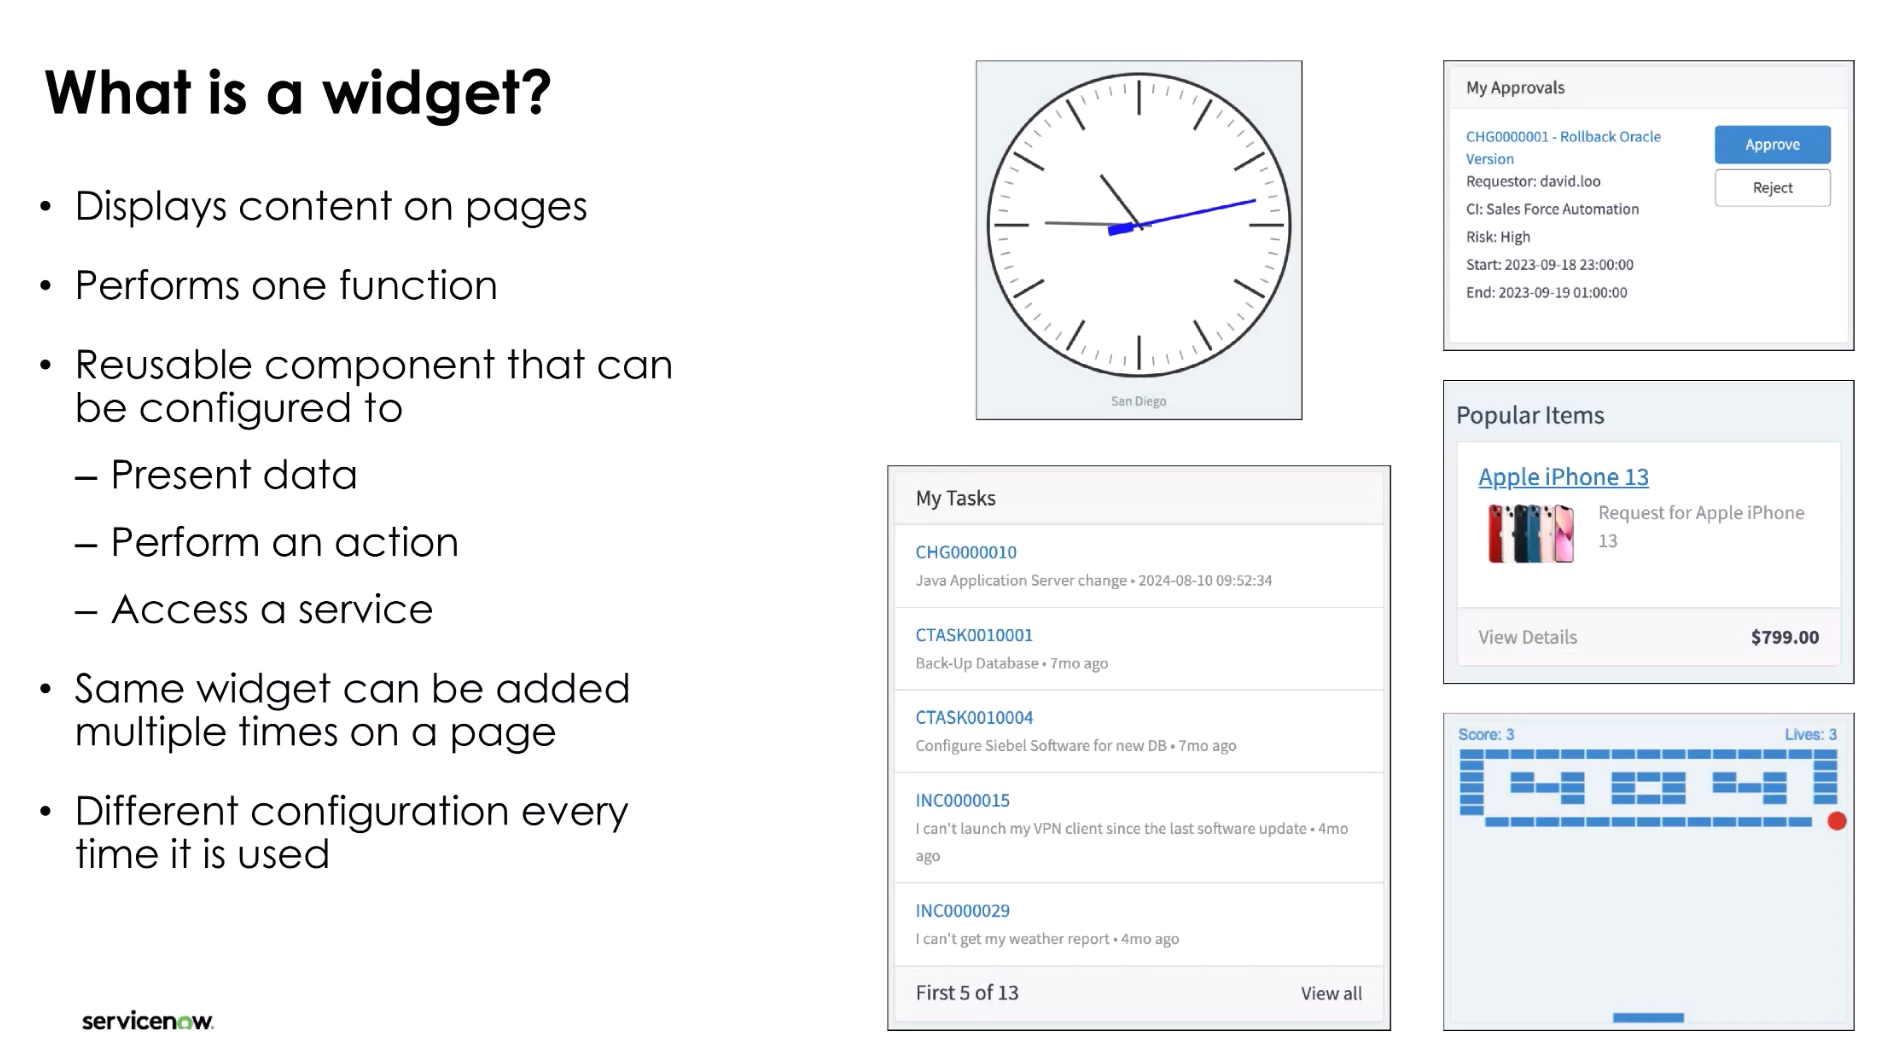 What is a widget?
• Displays content on pages
• Performs one function
• Reusable component that can
be configured to
– Present data
– Perform an action
– Access a service
• Same widget can be added
multiple times on a page
• Different configuration every
time it is used
servicenow.
San Diego
My Tasks
CHG0000010
Java Application Server change • 2024-08-10 09:52:34
CTASK0010001
Back-Up Database • 7mo ago
CTASK0010004
Configure Siebel Software for new DB • 7mo ago
INC0000015
I can't launch my VPN client since the last software update • 4mo
ago
INC0000029
I can't get my weather report • 4mo ago
First 5 of 13 View all
My Approvals
CHG0000001 - Rollback Oracle
Version
Approve
Requestor: david.loo
Reject
CI: Sales Force Automation
Risk: High
Start: 2023-09-18 23:00:00
End: 2023-09-19 01:00:00
Popular Items
Apple iPhone 13
Request for Apple iPhone
13
View Details $799.00
Score: 3 Lives: 3
404